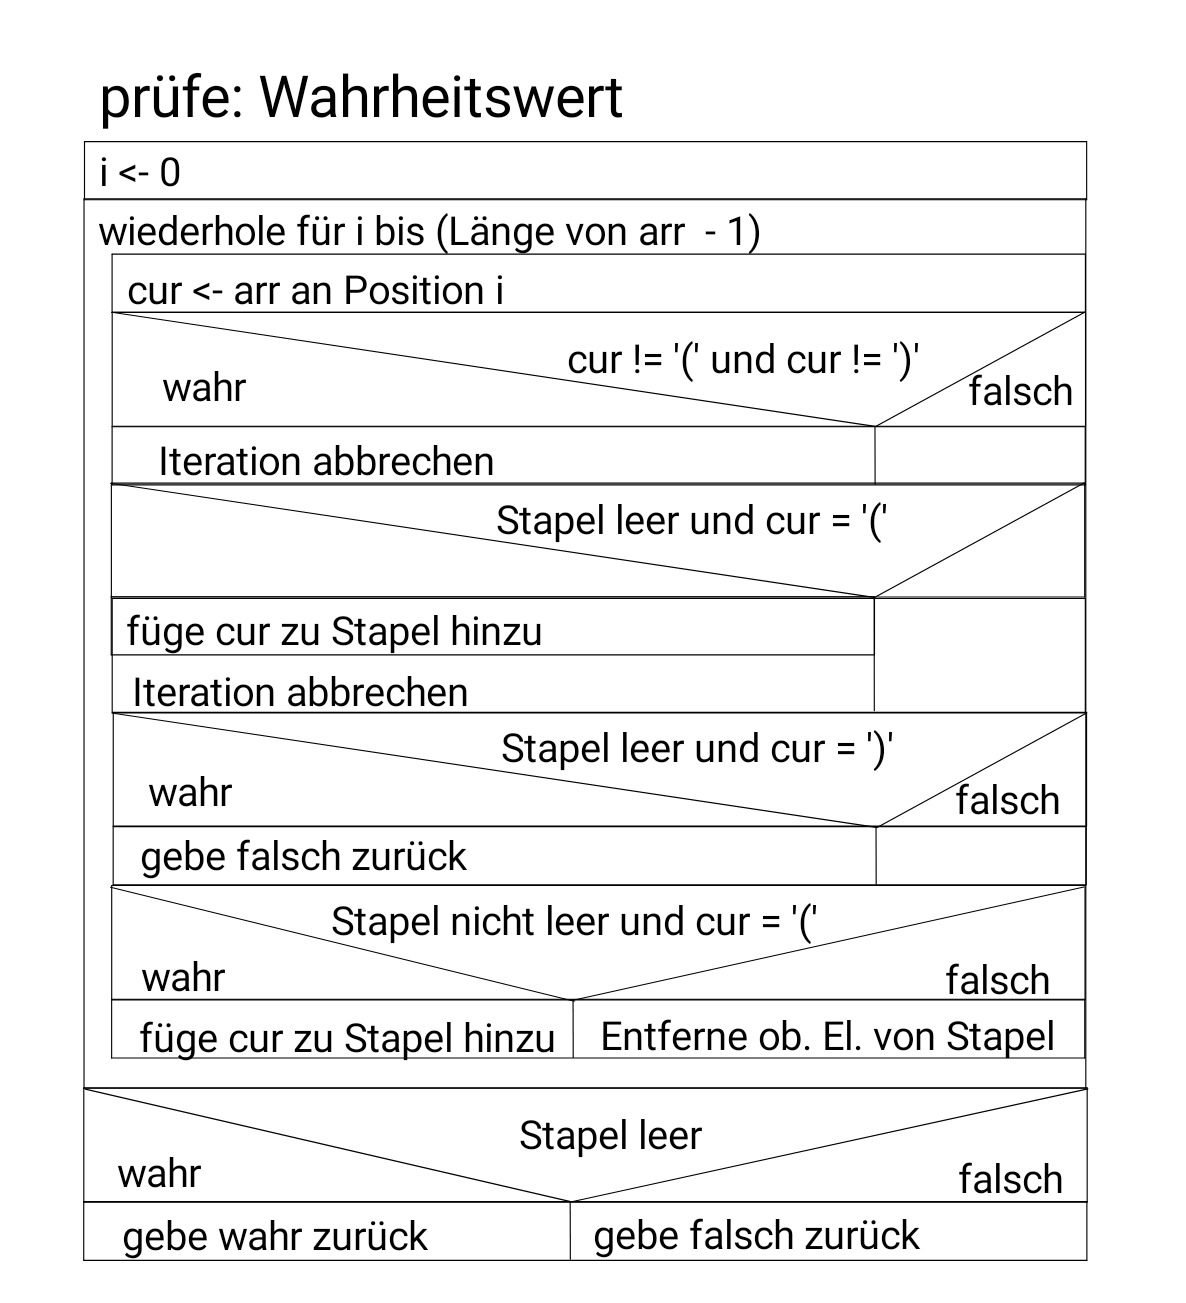 prüfe: Wahrheitswert
i <- 0
wiederhole für i bis (Länge von arr  - 1)
cur <- arr an Position i
cur != '(' und cur != ')'
wahr
falsch
Iteration abbrechen
Stapel leer und cur = '('
füge cur zu Stapel hinzu
Iteration abbrechen
Stapel leer und cur = ')'
wahr
falsch
gebe falsch zurück
Stapel nicht leer und cur = '('
wahr
falsch
füge cur zu Stapel hinzu
Entferne ob. El. von Stapel
Stapel leer
wahr
falsch
gebe wahr zurück
gebe falsch zurück